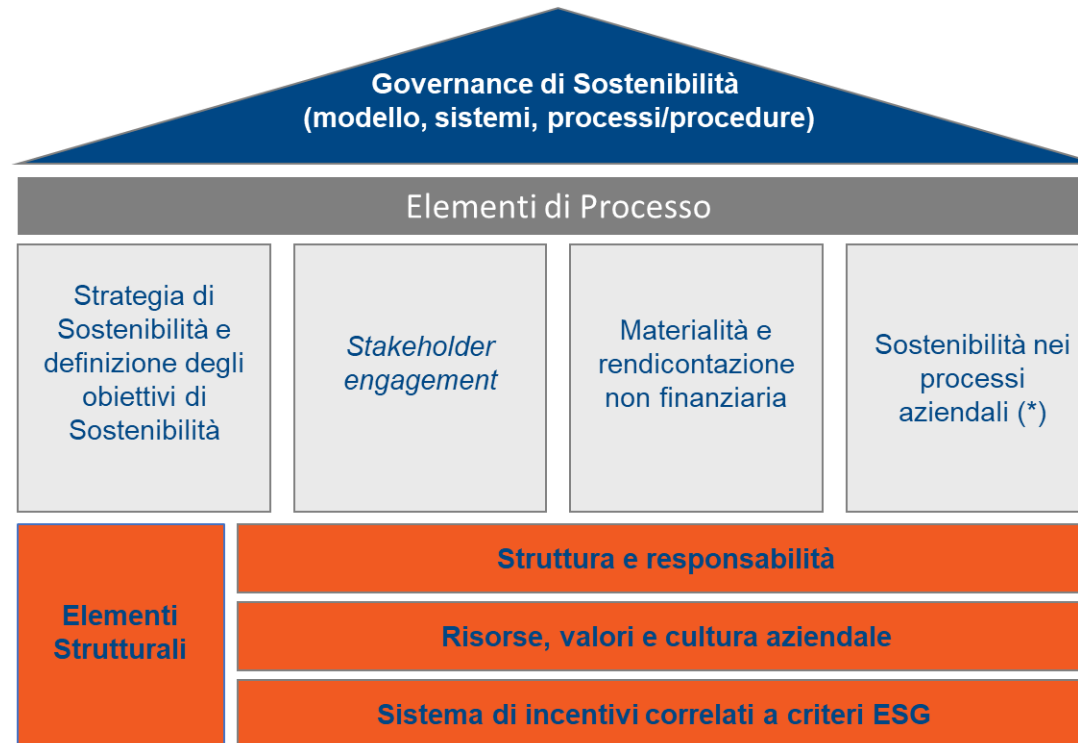 Governance di Sostenibilità
(modello, sistemi, processi/procedure)
Elementi di Processo
Strategia di
Sostenibilità e
definizione degli
obiettivi di
Sostenibilità
Stakeholder
engagement
Materialità e
rendicontazione
non finanziaria
Sostenibilità nei
processi
aziendali (*)
Elementi
Strutturali
Struttura e responsabilità
Risorse, valori e cultura aziendale
Sistema di incentivi correlati a criteri ESG